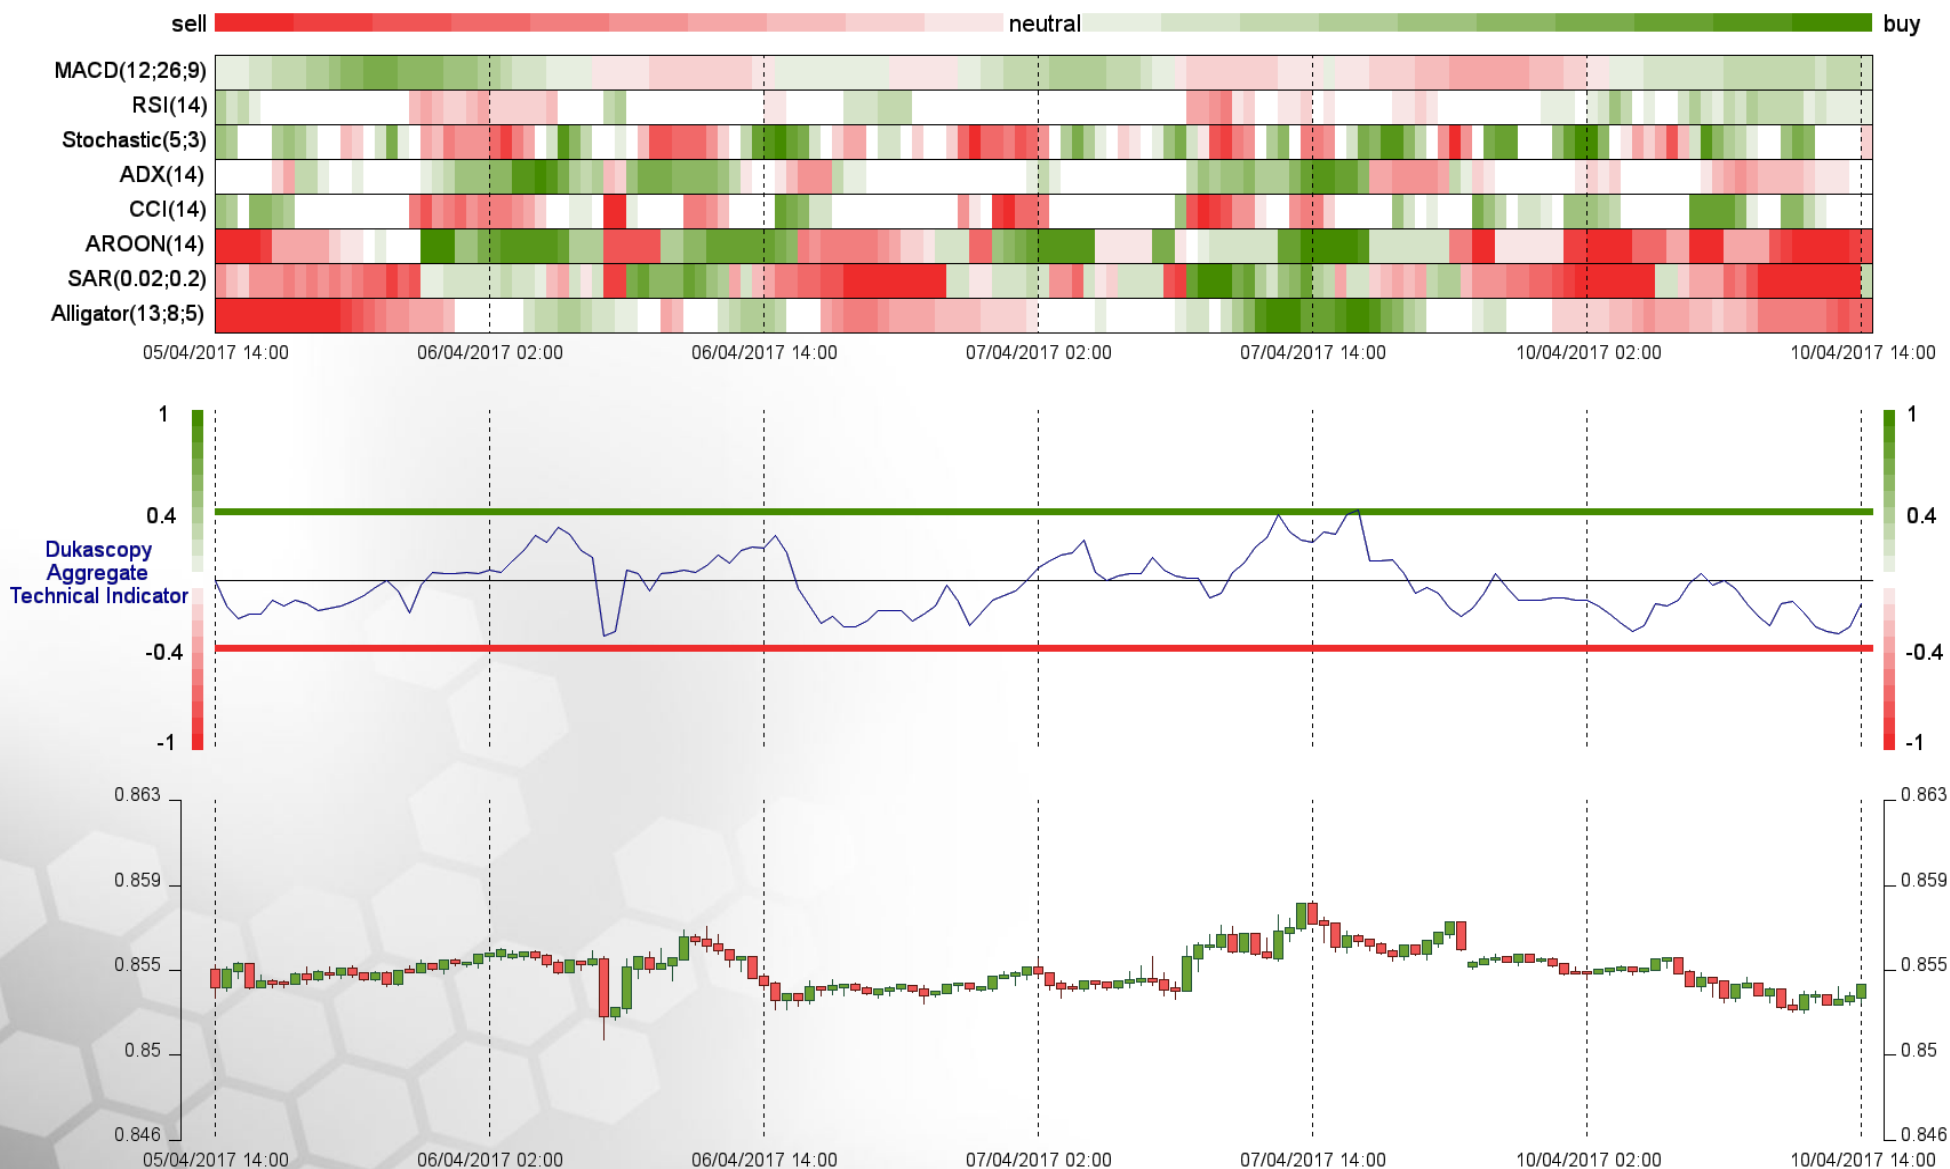 sell neutral buy
MACD(12;26;9)
RSI(14)
Stochastic(5;3)
ADX(14)
CCI(14)
AROON(14)
SAR(0.02;0.2)
Alligator(13;8;5)
05/04/2017 14:00 06/04/2017 02:00 06/04/2017 14:00 07/04/2017 02:00 07/04/2017 14:00 10/04/2017 02:00 10/04/2017 14:00
1 1
0.4 0.4
Dukascopy
Aggregate
Technical Indicator
-0.4 -0.4
-1 -1
0.863 0.863
0.859 0.859
0.855 0.855
0.85 0.85
0.846 0.846
05/04/2017 14:00 06/04/2017 02:00 06/04/2017 14:00 07/04/2017 02:00 07/04/2017 14:00 10/04/2017 02:00 10/04/2017 14:00